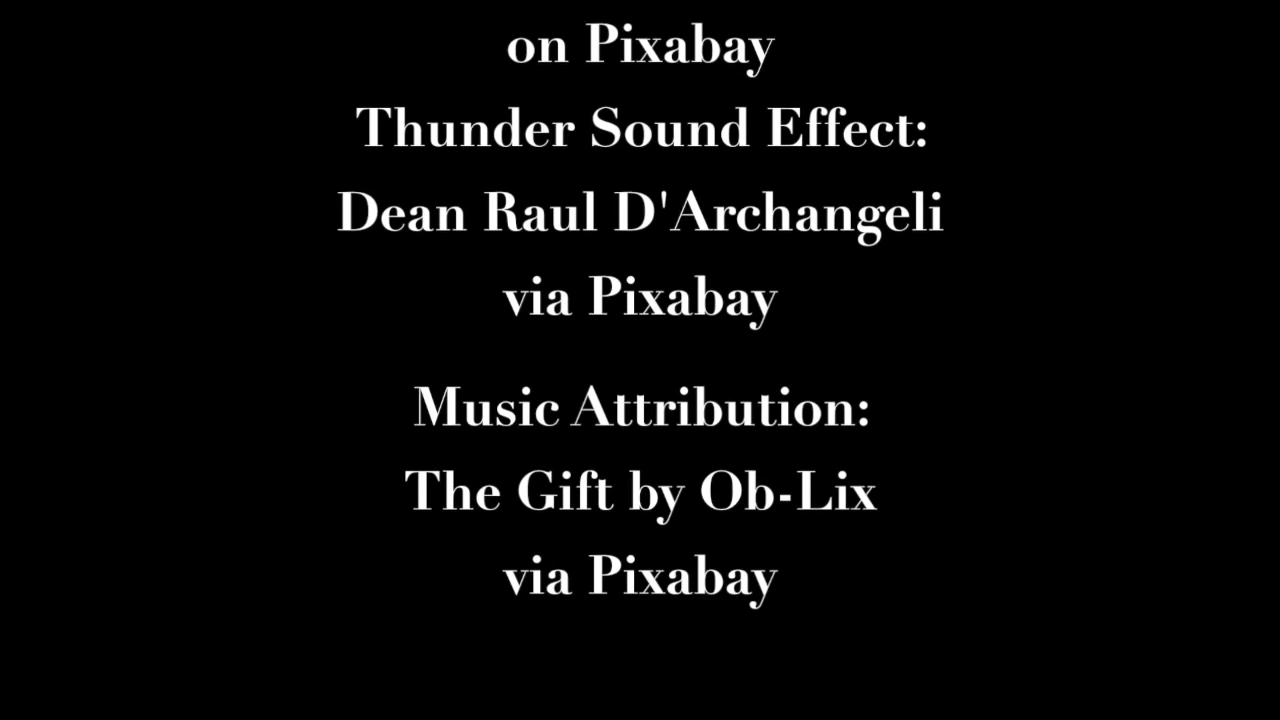 on Pixabay
Thunder Sound Effect:
Dean Raul D'Archangeli
via Pixabay
Music Attribution:
The Gift by Ob-Lix
via Pixabay